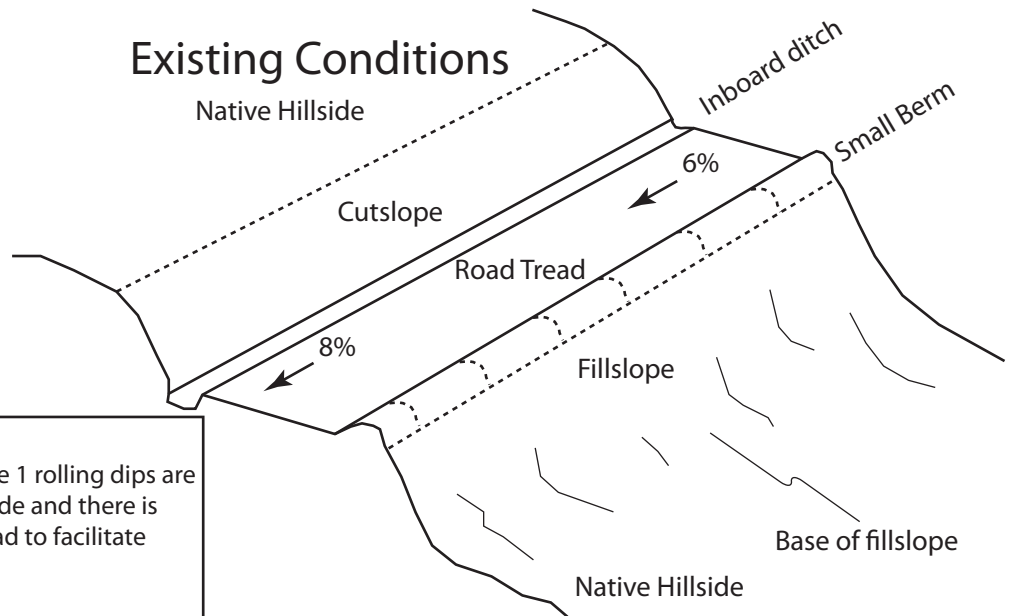 Existing Conditions
Native Hillside
Inboard ditch
Small Berm
6%
Cutslope
Road Tread
8%
Fillslope
e 1 rolling dips are
de and there is
ad to facilitate
Base of fillslope
Native Hillside